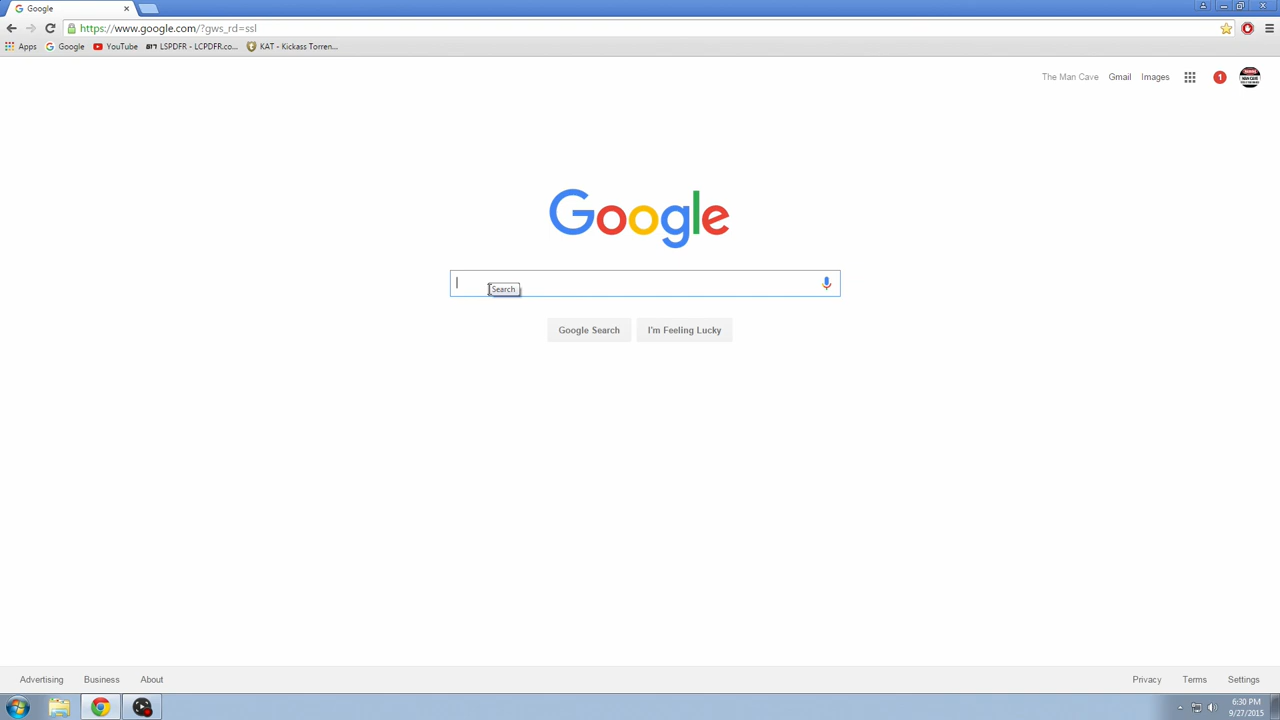 Google
https://www.google.com/?gws_rd=ssl
Apps Google YouTube LSPDFR - LCPDFR.co... KAT - Kickass Torren...
The Man Cave Gmail Images 1
Google
Search
Google Search I'm Feeling Lucky
Advertising Business About Privacy Terms Settings
6:30 PM
9/27/2015